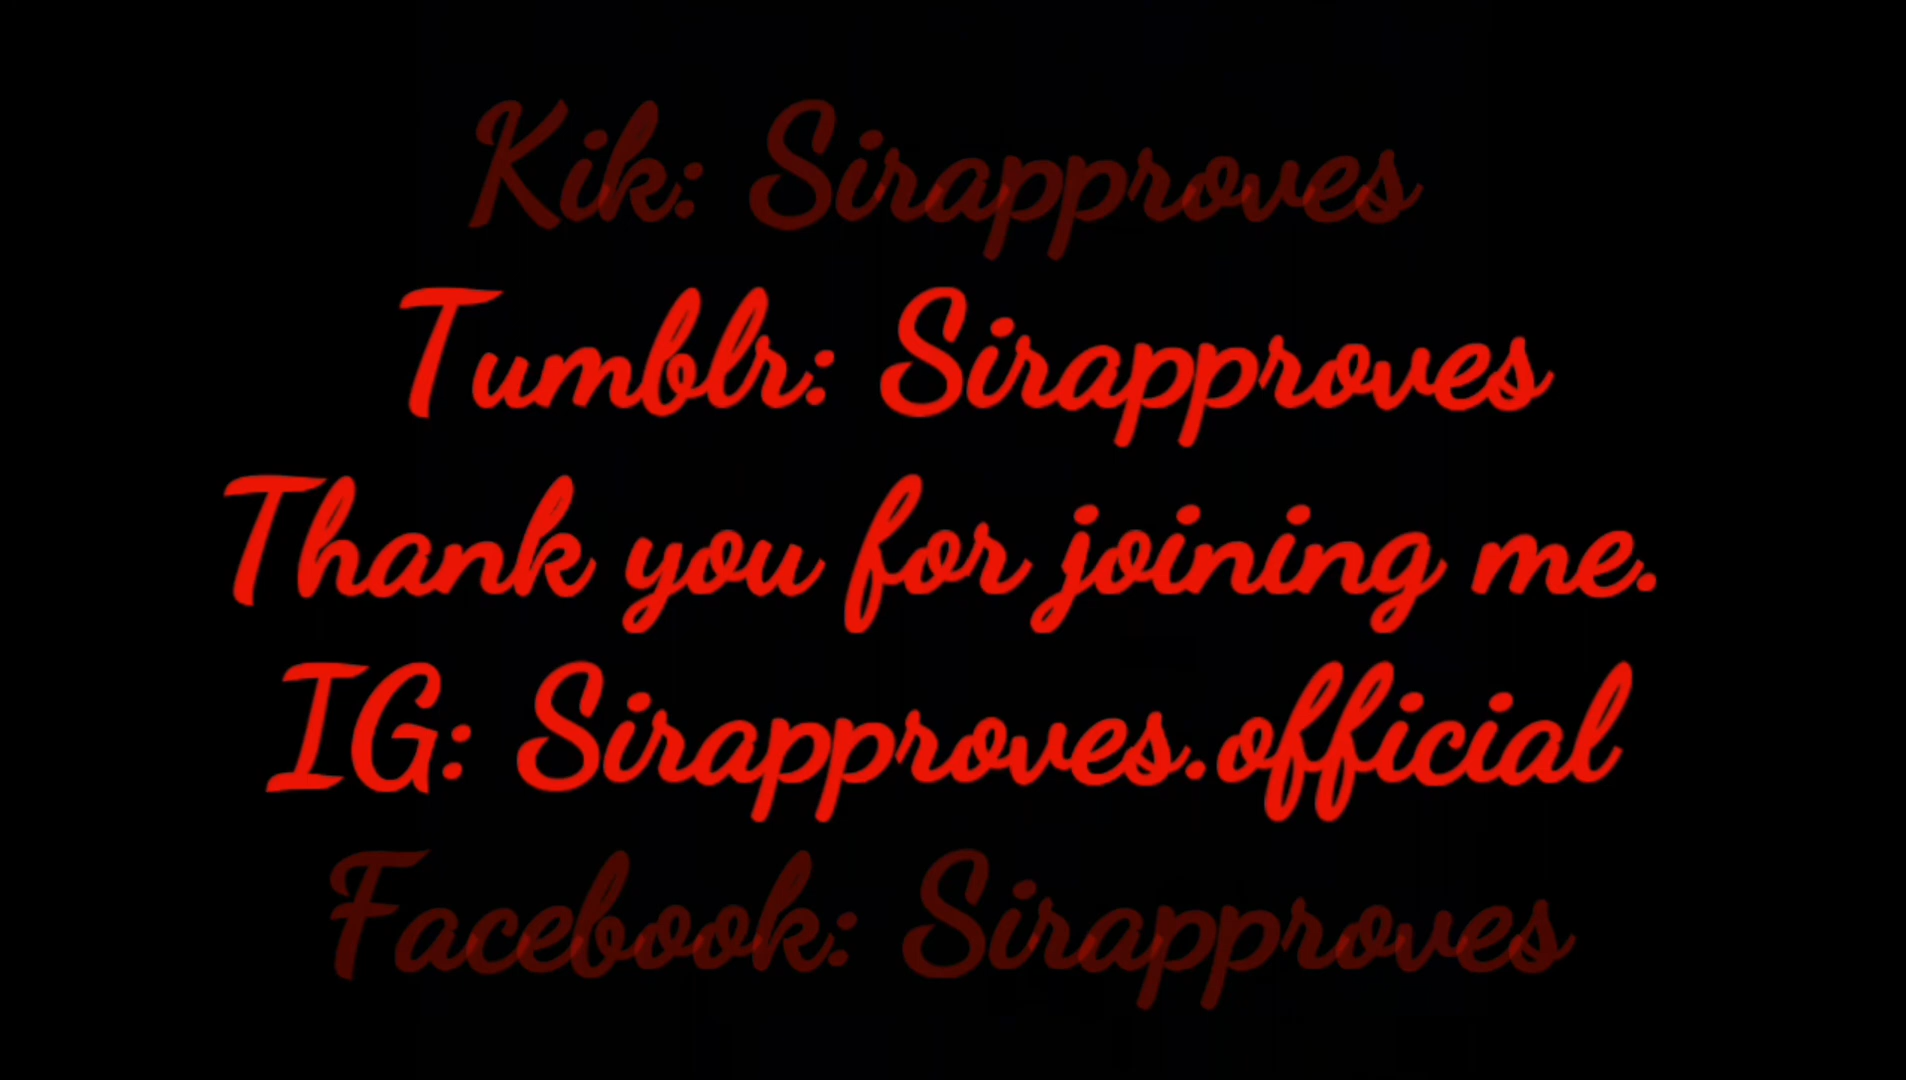 Kik: Sirapproves
Tumblr: Sirapproves
Thank you for joining me.
IG: Sirapproves.official
Facebook: Sirapproves